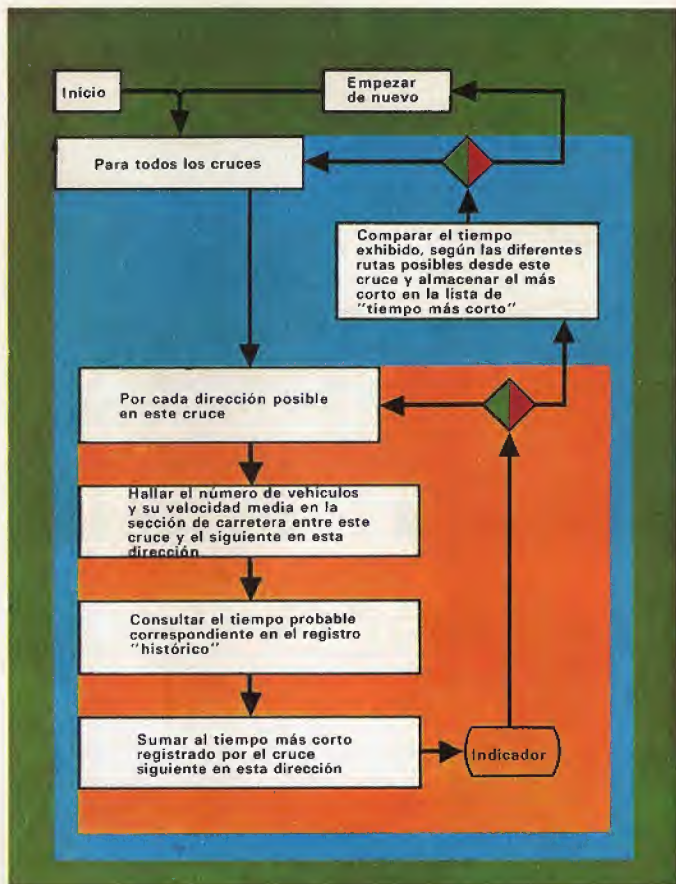 Inicio
Empezar
de nuevo
Para todos los cruces
Comparar el tiempo
exhibido, según las diferentes
rutas posibles desde este
cruce y almacenar el más
corto en la lista de
"tiempo más corto"
Por cada dirección posible
en este cruce
Hallar el número de vehículos
y su velocidad media en la
sección de carretera entre este
cruce y el siguiente en esta
dirección
Consultar el tiempo probable
correspondiente en el registro
"histórico"
Sumar al tiempo más corto
registrado por el cruce
siguiente en esta dirección
Indicador